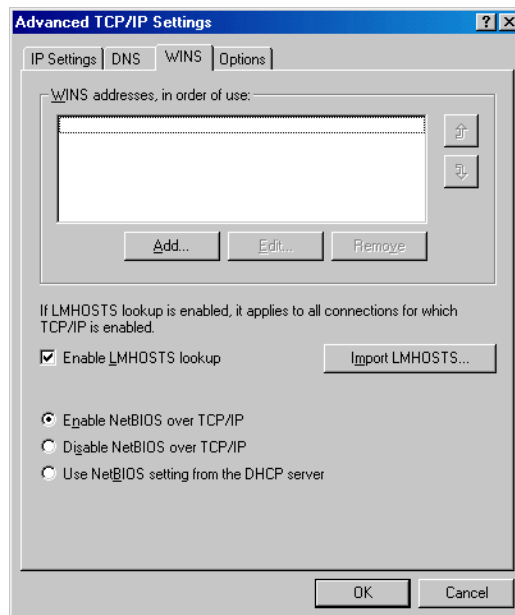 Advanced TCP/IP Settings
IP Settings DNS WINS Options
WINS addresses, in order of use:
Add... Edit... Remove
If LMHOSTS lookup is enabled, it applies to all connections for which
TCP/IP is enabled.
Enable LMHOSTS lookup Import LMHOSTS...
Enable NetBIOS over TCP/IP
Disable NetBIOS over TCP/IP
Use NetBIOS setting from the DHCP server
OK Cancel